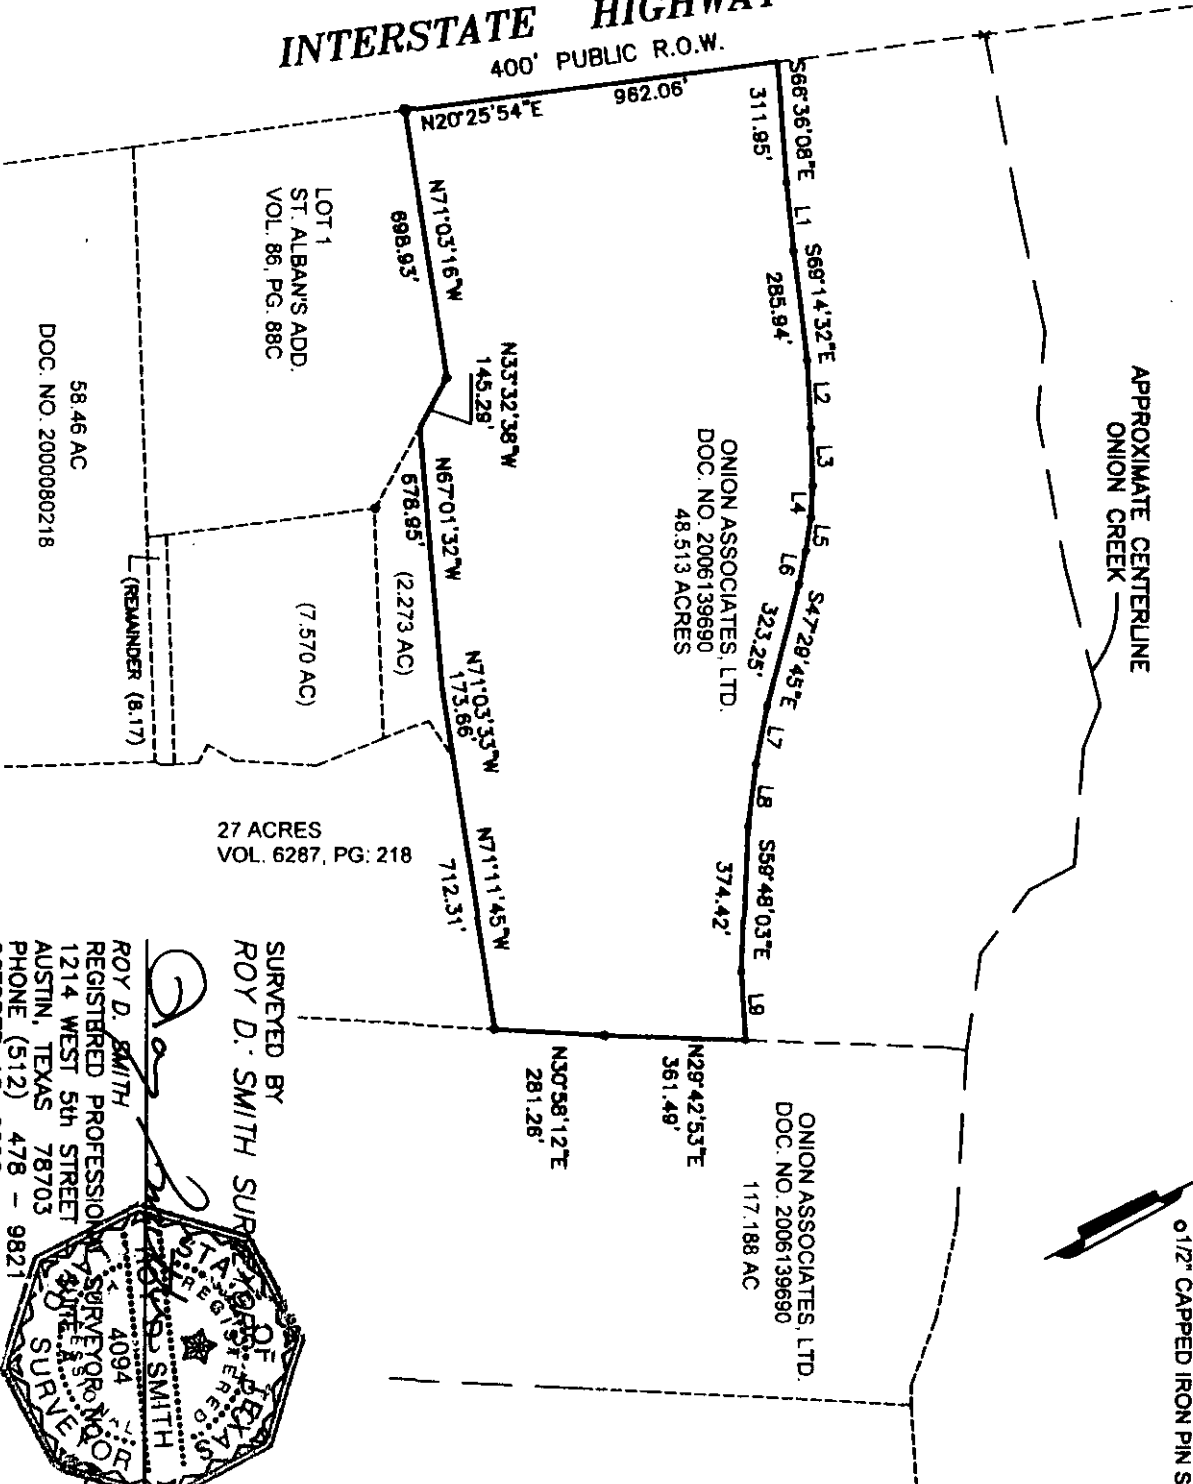 INTERSTATE HIGHWAY
400' PUBLIC R.O.W.
962.06'
N20°25'54"E
S66°36'08"E
311.95'
L1
S69°14'32"E
285.94'
L2
L3
L4
L5
L6
S47°29'45"E
323.25'
L7
L8
S59°48'03"E
374.42'
L9
APPROXIMATE CENTERLINE
ONION CREEK
ONION ASSOCIATES, LTD.
DOC. NO. 2006139690
48.513 ACRES
N71°03'16"W
698.93'
N33°32'38"W
145.29'
N67°01'32"W
678.95'
N71°03'33"W
173.66'
N71°11'45"W
712.31'
N30°58'12"E
281.26'
N29°42'53"E
361.49'
ONION ASSOCIATES, LTD.
DOC. NO. 2006139690
117.188 AC
LOT 1
ST. ALBAN'S ADD.
VOL. 86, PG. 88C
58.46 AC
DOC. NO. 2000080218
(2.273 AC)
(7.570 AC)
(REMAINDER (8.17)
27 ACRES
VOL. 6287, PG: 218
1/2" CAPPED IRON PIN S
SURVEYED BY
ROY D. SMITH SURVEYORS
ROY D. SMITH
REGISTERED PROFESSIONAL SURVEYOR NO. 4094
1214 WEST 5th STREET SUITE A
AUSTIN, TEXAS 78703
PHONE (512) 478 - 9821
STATE OF TEXAS
REGISTERED
ROY D SMITH
4094
PROFESSIONAL
SURVEYOR